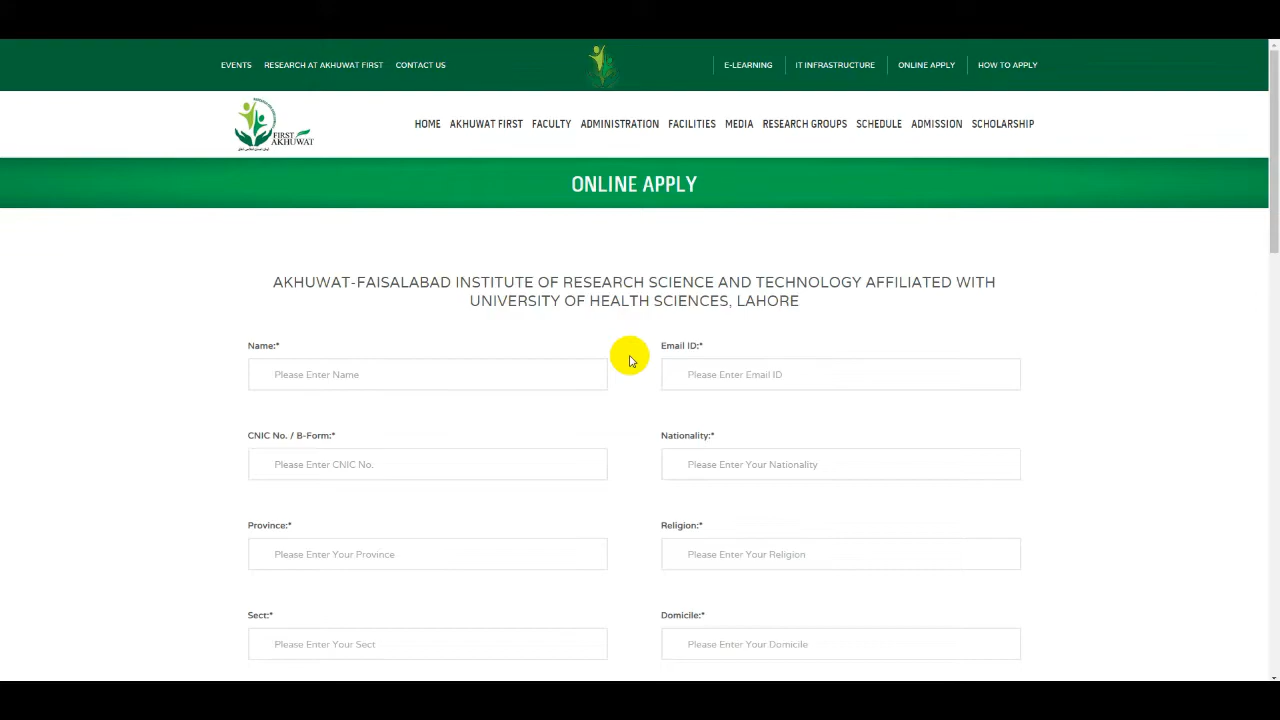 EVENTS RESEARCH AT AKHUWAT FIRST CONTACT US E-LEARNING IT INFRASTRUCTURE ONLINE APPLY HOW TO APPLY
FIRST
AKHUWAT
HOME AKHUWAT FIRST FACULTY ADMINISTRATION FACILITIES MEDIA RESEARCH GROUPS SCHEDULE ADMISSION SCHOLARSHIP
ONLINE APPLY
AKHUWAT-FAISALABAD INSTITUTE OF RESEARCH SCIENCE AND TECHNOLOGY AFFILIATED WITH
UNIVERSITY OF HEALTH SCIENCES, LAHORE
Name:* Email ID:*
Please Enter Name Please Enter Email ID
CNIC No. / B-Form:* Nationality:*
Please Enter CNIC No. Please Enter Your Nationality
Province:* Religion:*
Please Enter Your Province Please Enter Your Religion
Sect:* Domicile:*
Please Enter Your Sect Please Enter Your Domicile